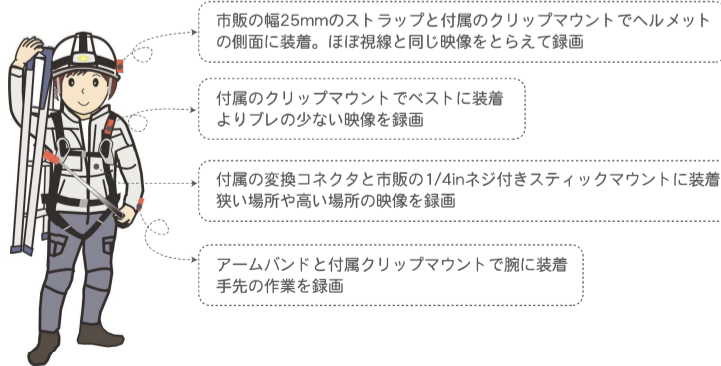 市販の幅25mmのストラップと付属のクリップマウントでヘルメット
の側面に装着。ほぼ視線と同じ映像をとらえて録画
付属のクリップマウントでベストに装着
よりブレの少ない映像を録画
付属の変換コネクタと市販の1/4inネジ付きスティックマウントに装着
狭い場所や高い場所の映像を録画
アームバンドと付属クリップマウントで腕に装着
手先の作業を録画